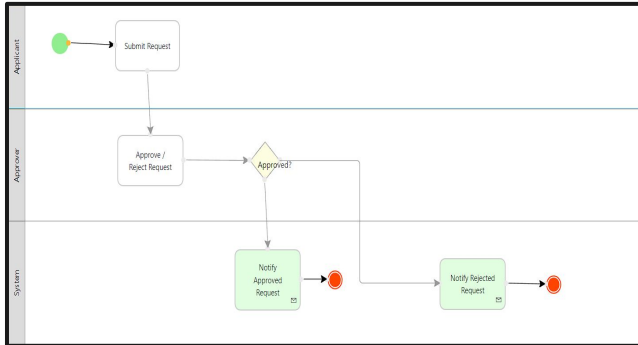 Applicant
Submit Request
Approver
Approve /
Reject Request
Approved?
System
Notify
Approved
Request
Notify Rejected
Request